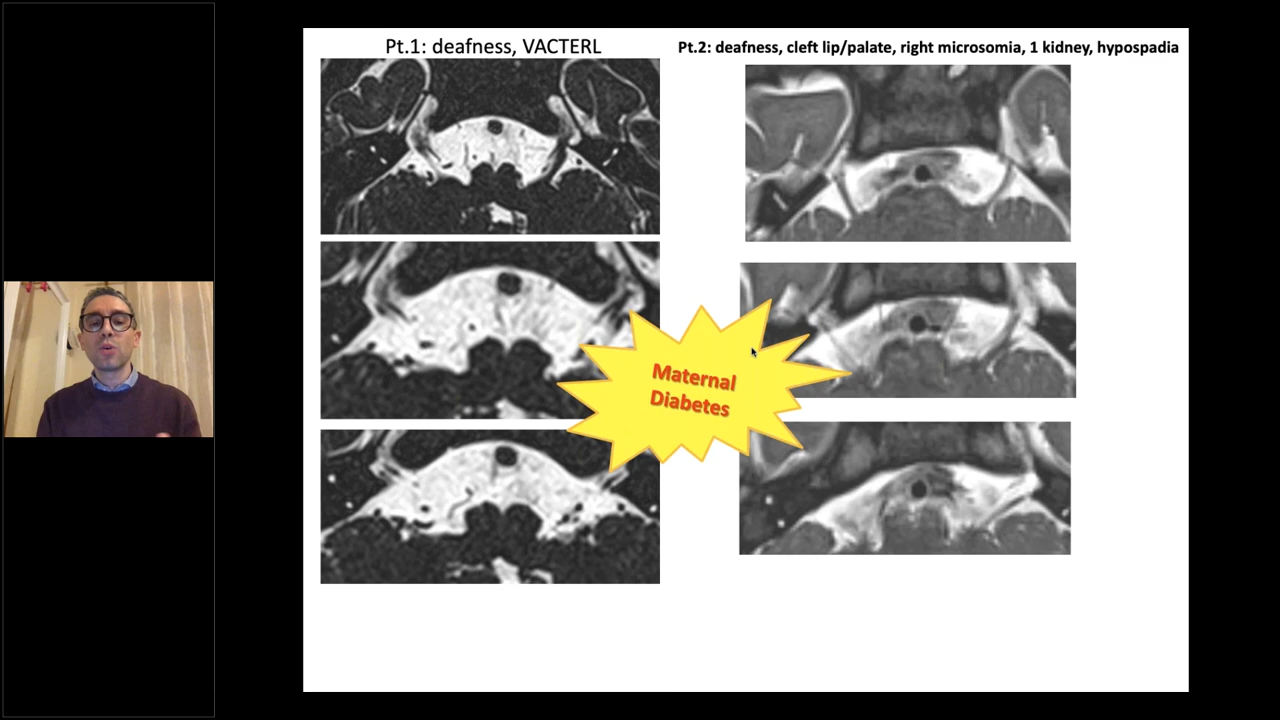 Pt.1: deafness, VACTERL
Pt.2: deafness, cleft lip/palate, right microsomia, 1 kidney, hypospadia
Maternal
Diabetes